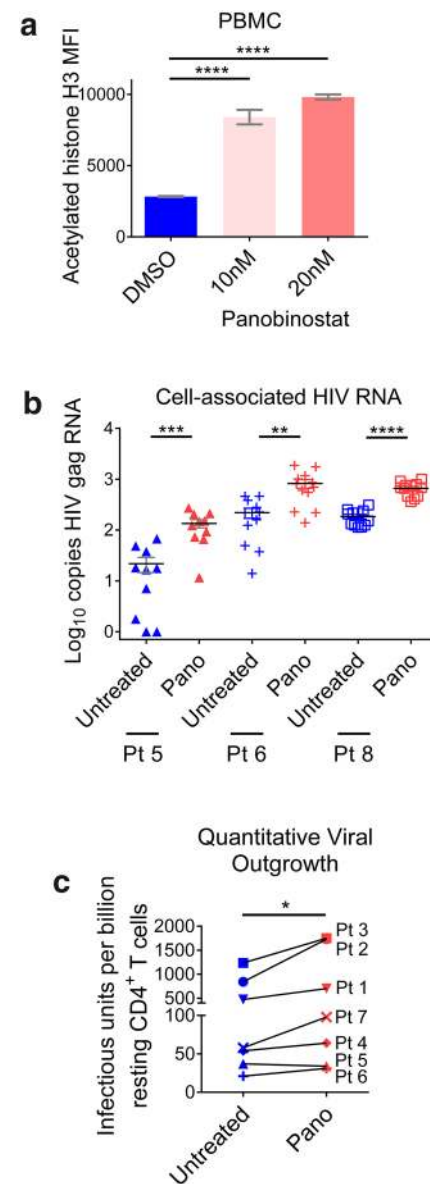 a
PBMC
****
****
Acetylated histone H3 MFI
10000
5000
0
DMSO
10nM
20nM
Panobinostat
b
Cell-associated HIV RNA
*** ** ****
Log₁₀ copies HIV gag RNA
4
3
2
1
0
Untreated Pano Untreated Pano Untreated Pano
Pt 5 Pt 6 Pt 8
c
Quantitative Viral
Outgrowth
*
Infectious units per billion
resting CD4⁺ T cells
2000
1500
1000
500
100
50
0
Pt 3
Pt 2
Pt 1
Pt 7
Pt 4
Pt 5
Pt 6
Untreated Pano